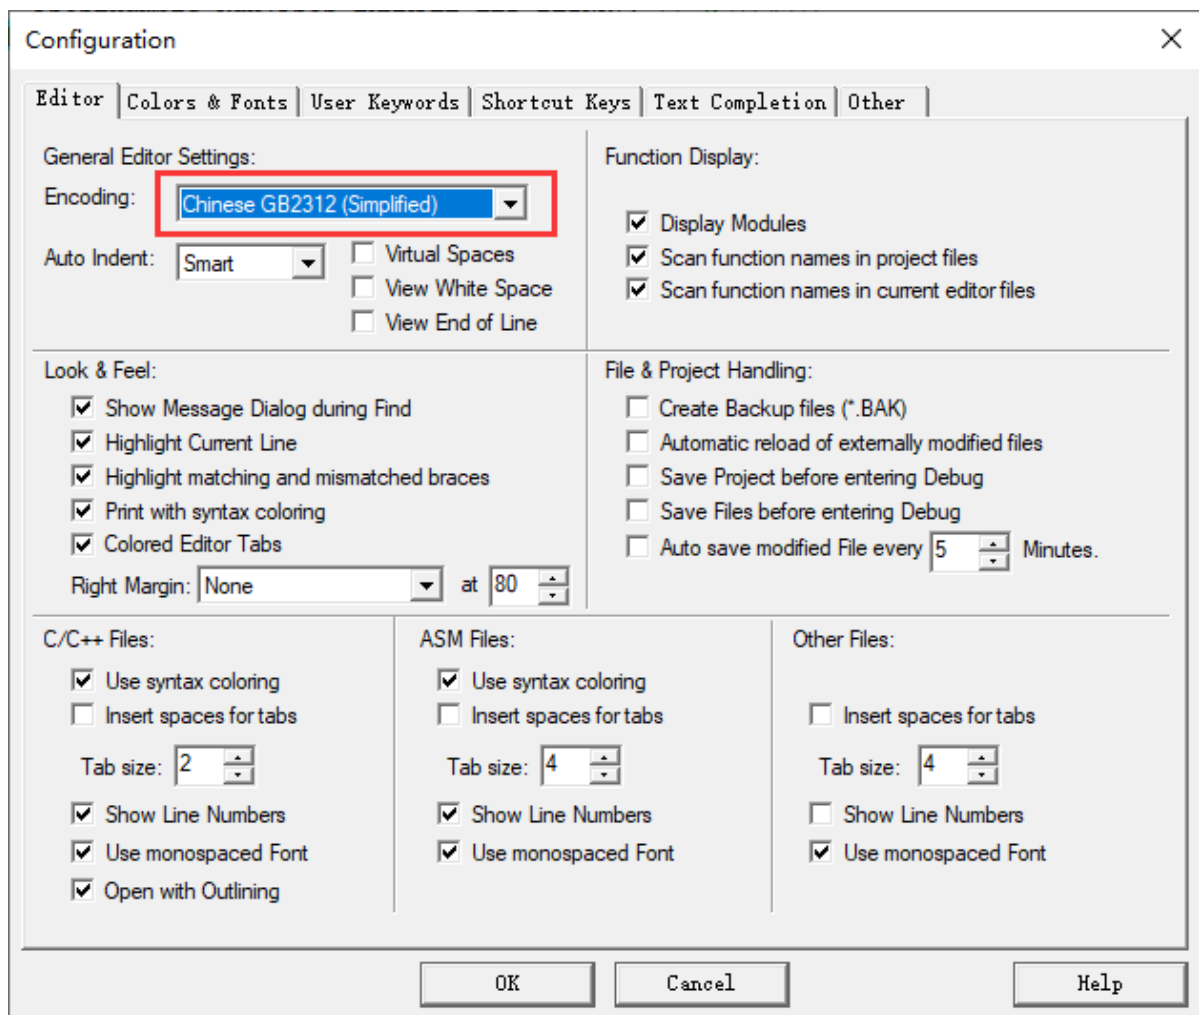 Configuration
Editor Colors & Fonts User Keywords Shortcut Keys Text Completion Other
General Editor Settings:
Encoding: Chinese GB2312 (Simplified)
Auto Indent: Smart
Virtual Spaces
View White Space
View End of Line
Function Display:
Display Modules
Scan function names in project files
Scan function names in current editor files
Look & Feel:
Show Message Dialog during Find
Highlight Current Line
Highlight matching and mismatched braces
Print with syntax coloring
Colored Editor Tabs
Right Margin: None at 80
File & Project Handling:
Create Backup files (*.BAK)
Automatic reload of externally modified files
Save Project before entering Debug
Save Files before entering Debug
Auto save modified File every 5 Minutes.
C/C++ Files:
Use syntax coloring
Insert spaces for tabs
Tab size: 2
Show Line Numbers
Use monospaced Font
Open with Outlining
ASM Files:
Use syntax coloring
Insert spaces for tabs
Tab size: 4
Show Line Numbers
Use monospaced Font
Other Files:
Insert spaces for tabs
Tab size: 4
Show Line Numbers
Use monospaced Font
OK Cancel Help